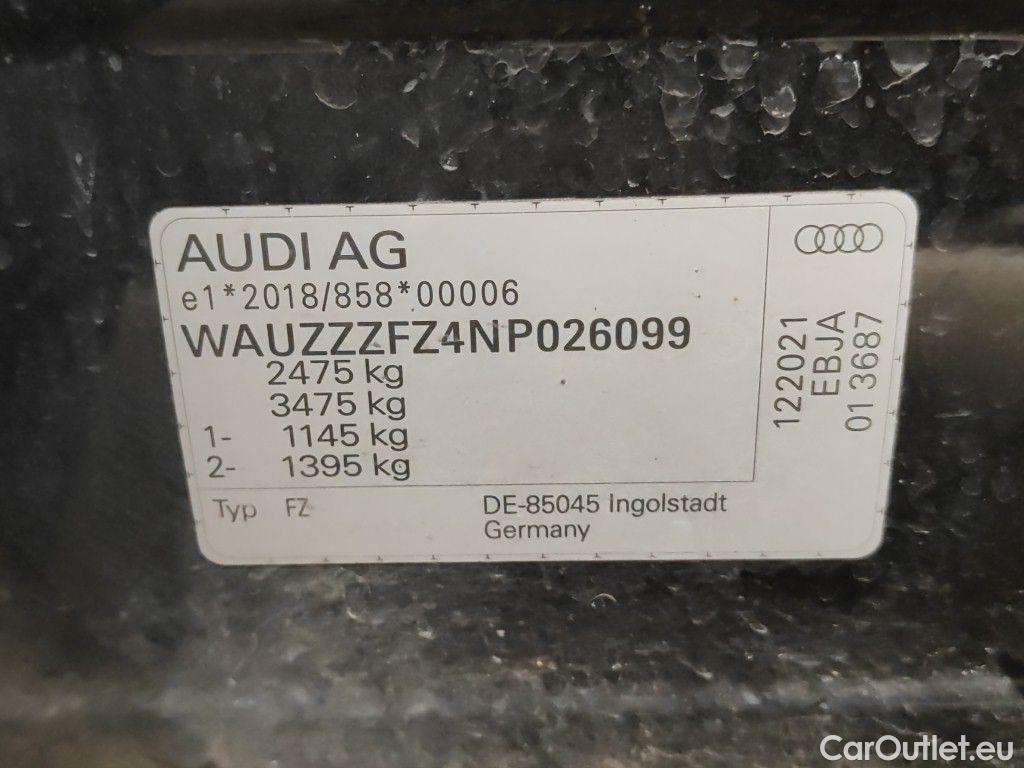 AUDI AG
e1*2018/858*00006
WAUZZZFZ4NP026099
2475 kg
3475 kg
1- 1145 kg
2- 1395 kg
Typ FZ
DE-85045 Ingolstadt
Germany
122021
EBJA
013687
CarOutlet.eu